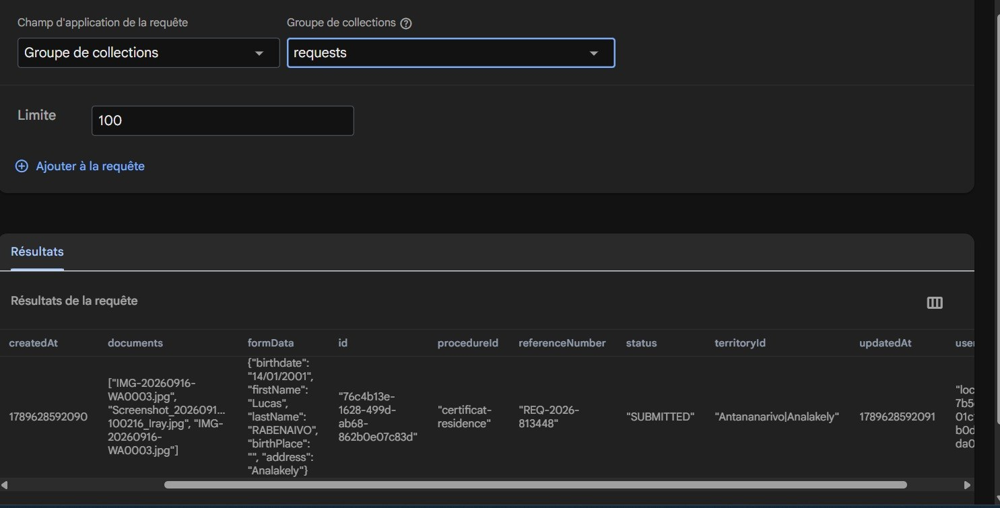 Champ d'application de la requête
Groupe de collections
Groupe de collections
requests
Limite
100
Ajouter à la requête
Résultats
Résultats de la requête
createdAt documents formData id procedureId referenceNumber status territoryId updatedAt
1789628592090
["IMG-20260916-
WA0003.jpg",
"Screenshot_2026091...
100216_Iray.jpg", "IMG-
20260916-
WA0003.jpg"]
{"birthdate":
"14/01/2001",
"firstName":
"Lucas",
"lastName":
"RABENAIVO",
"birthPlace":
"", "address":
"Analakely"}
"76c4b13e-
1628-499d-
ab68-
862b0e07c83d"
"certificat-
residence"
"REQ-2026-
813448"
"SUBMITTED"
"Antananarivo|Analakely"
1789628592091
"loc
7b5
01c
b0d
da0